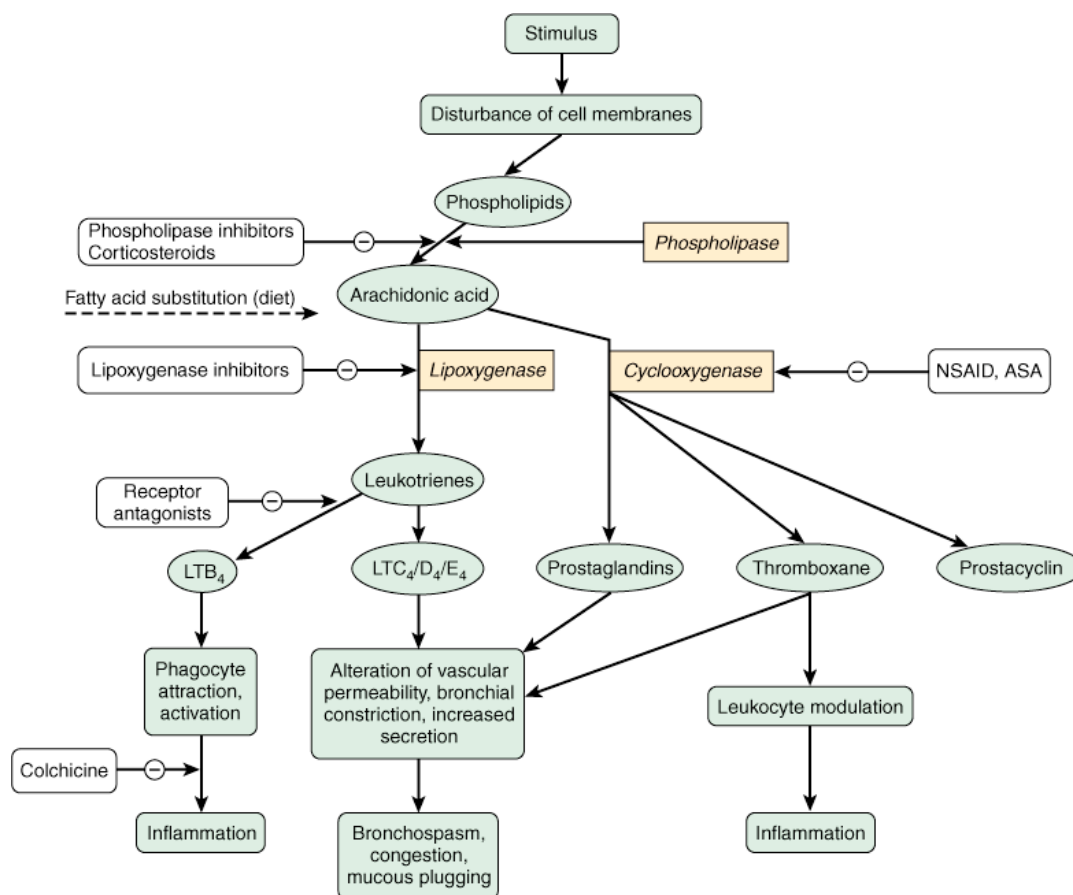 Stimulus
Disturbance of cell membranes
Phospholipids
Phospholipase inhibitors
Corticosteroids
−
Phospholipase
Arachidonic acid
Fatty acid substitution (diet)
Lipoxygenase inhibitors
−
Lipoxygenase
Cyclooxygenase
−
NSAID, ASA
Leukotrienes
Receptor
antagonists
−
LTB₄
LTC₄/D₄/E₄
Prostaglandins
Thromboxane
Prostacyclin
Phagocyte
attraction,
activation
Alteration of vascular
permeability, bronchial
constriction, increased
secretion
Leukocyte modulation
Colchicine
−
Inflammation
Bronchospasm,
congestion,
mucous plugging
Inflammation